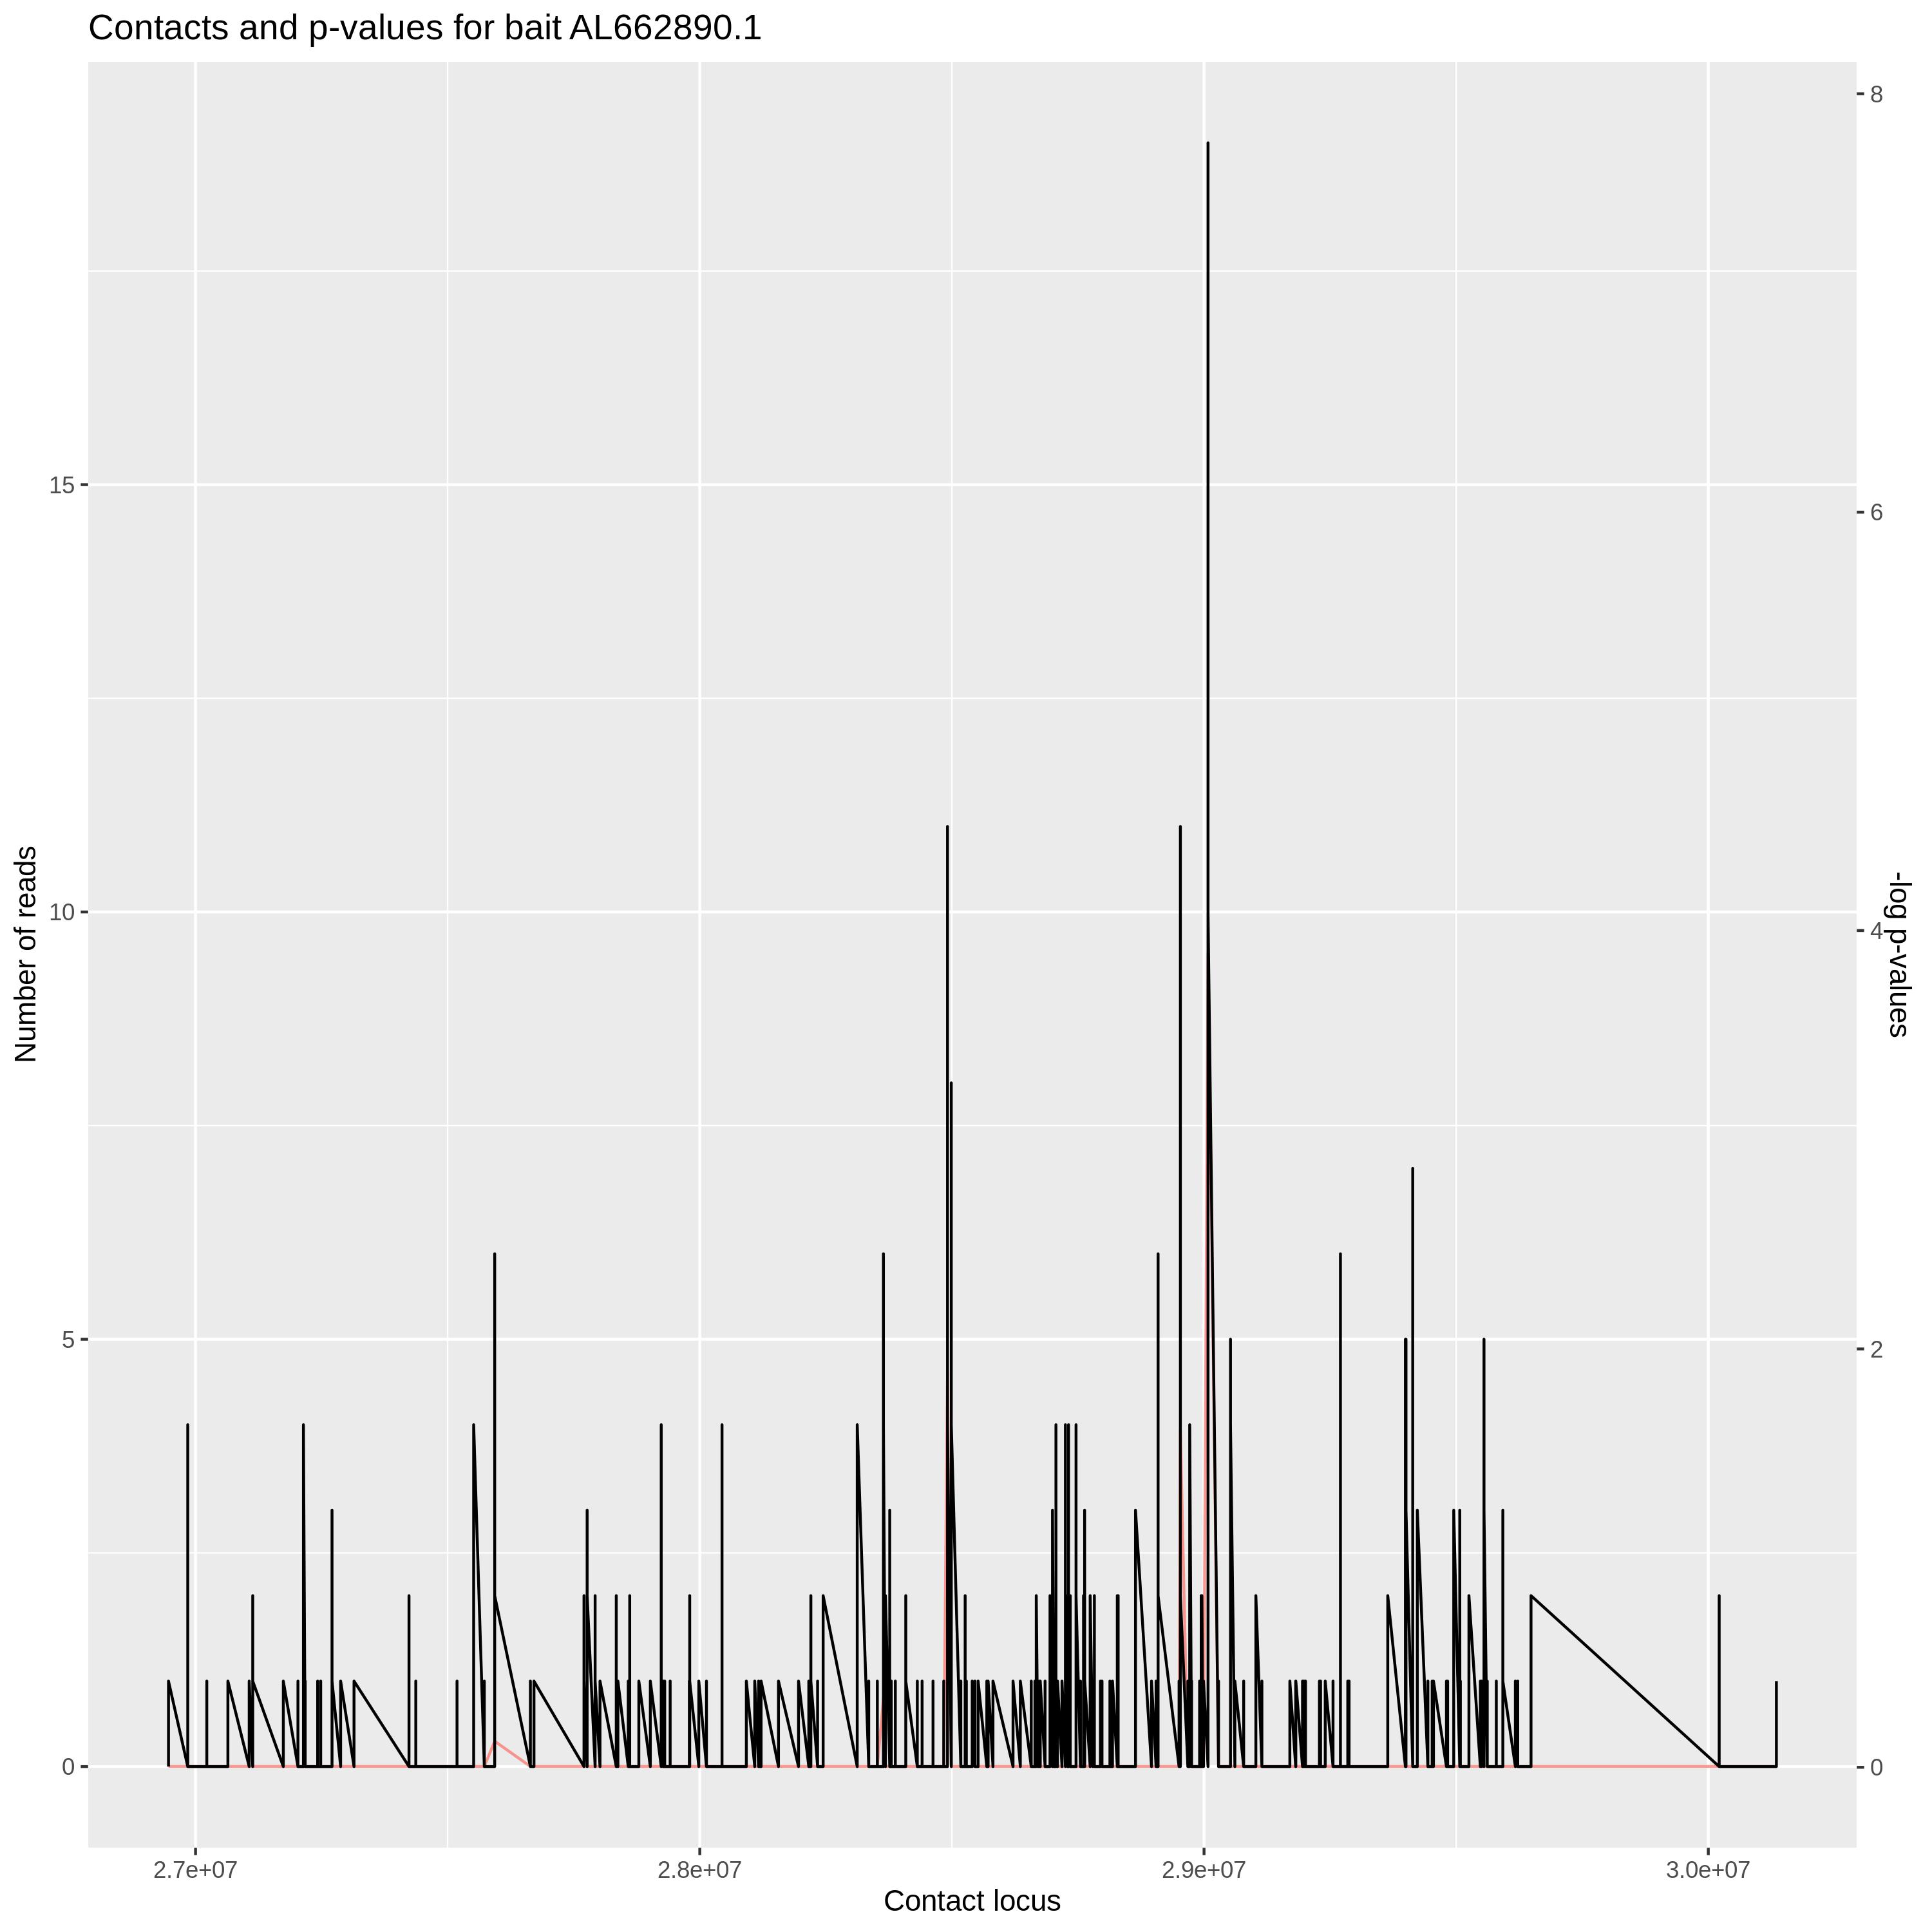 Contacts and p-values for bait AL662890.1
8
15
6
Number of reads
10
4
-log p-values
5
2
0
0
2.7e+07
2.8e+07
2.9e+07
3.0e+07
Contact locus